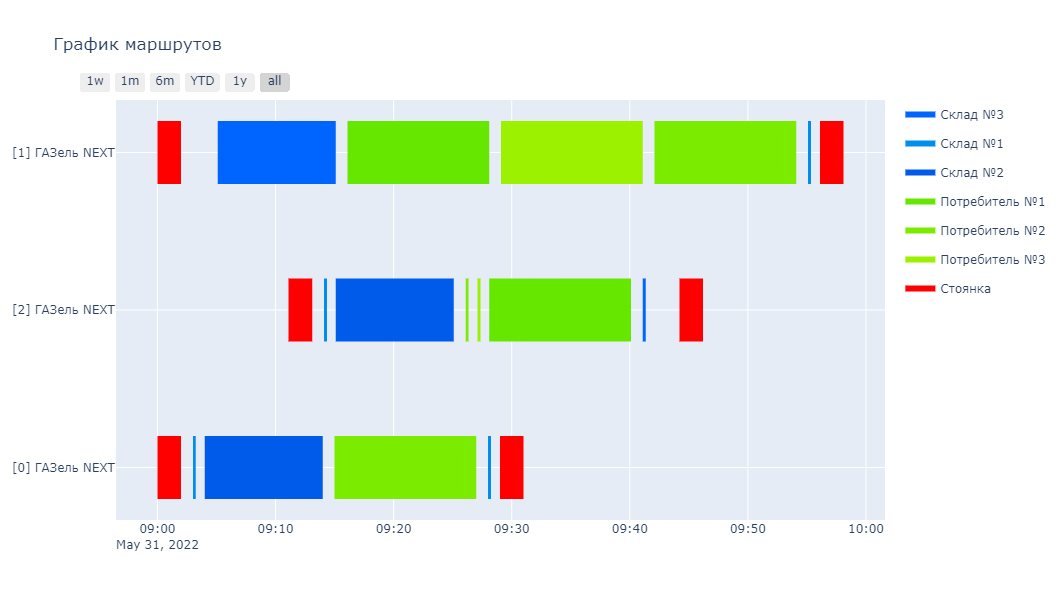 График маршрутов
1w 1m 6m YTD 1y all
[1] ГАЗель NEXT
[2] ГАЗель NEXT
[0] ГАЗель NEXT
09:00 09:10 09:20 09:30 09:40 09:50 10:00
May 31, 2022
Склад №3
Склад №1
Склад №2
Потребитель №1
Потребитель №2
Потребитель №3
Стоянка